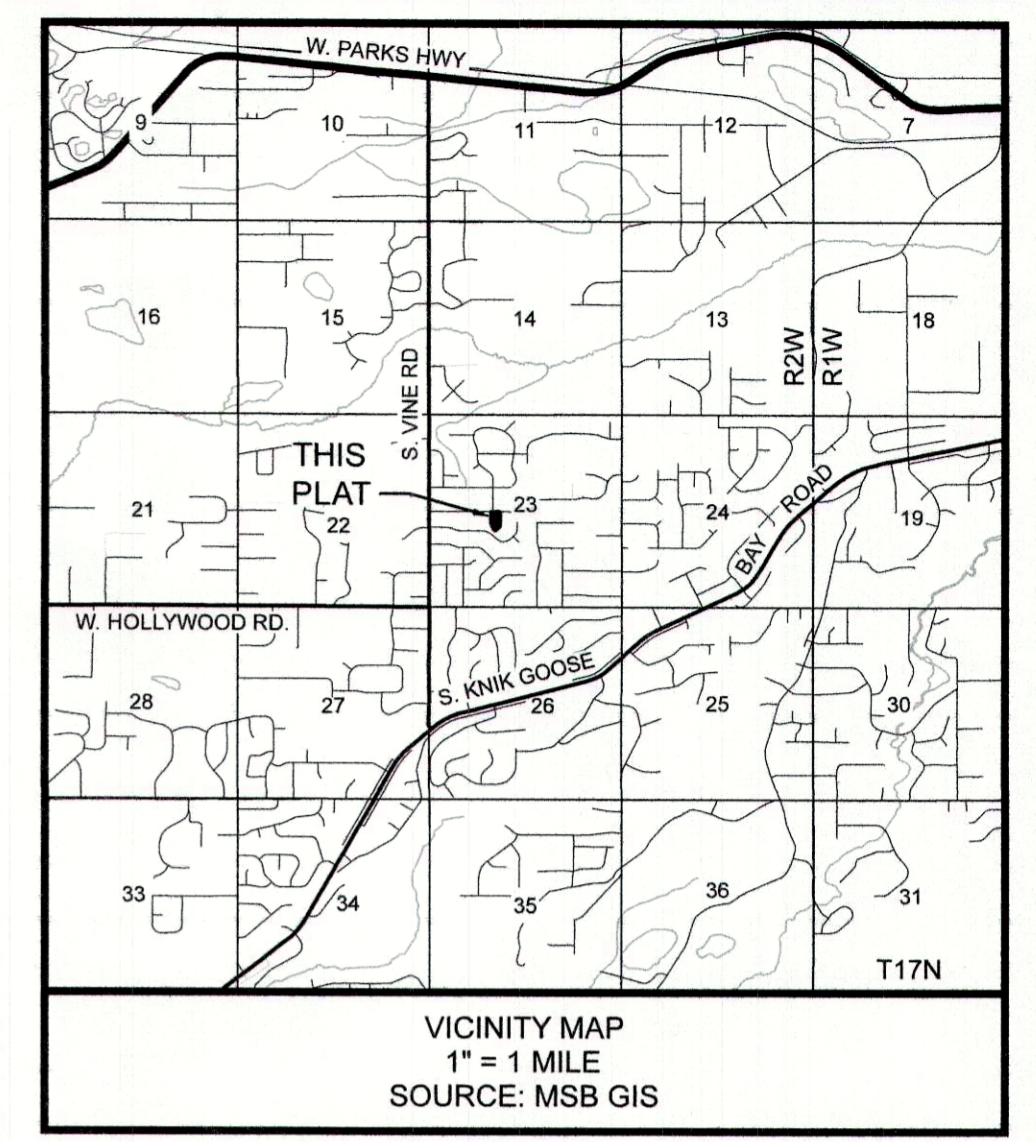 W. PARKS HWY
9
10
11
12
7
16
15
14
13
18
S. VINE RD
R2W
R1W
THIS
PLAT
21
22
23
24
19
BAY ROAD
W. HOLLYWOOD RD.
S. KNIK GOOSE
28
27
26
25
30
33
34
35
36
31
T17N
VICINITY MAP
1" = 1 MILE
SOURCE: MSB GIS